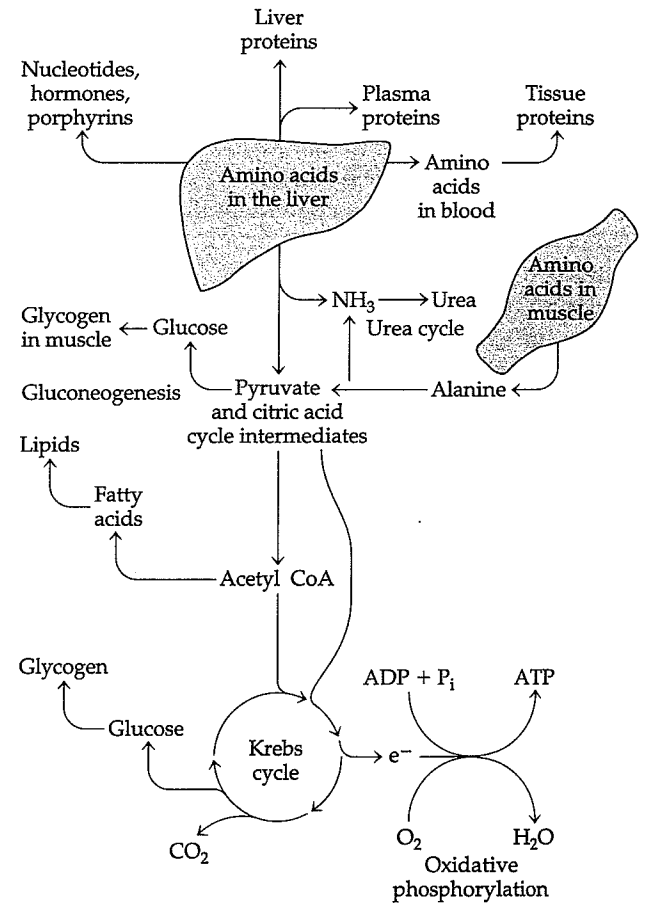 Liver
proteins
Nucleotides,
hormones,
porphyrins
Plasma
proteins
Tissue
proteins
Amino acids
in the liver
Amino
acids
in blood
Amino
acids in
muscle
NH₃
Urea
Urea cycle
Glycogen
in muscle
Glucose
Gluconeogenesis
Pyruvate
and citric acid
cycle intermediates
Alanine
Lipids
Fatty
acids
Acetyl CoA
Glycogen
Glucose
Krebs
cycle
CO₂
ADP + Pᵢ
ATP
e⁻
O₂
H₂O
Oxidative
phosphorylation